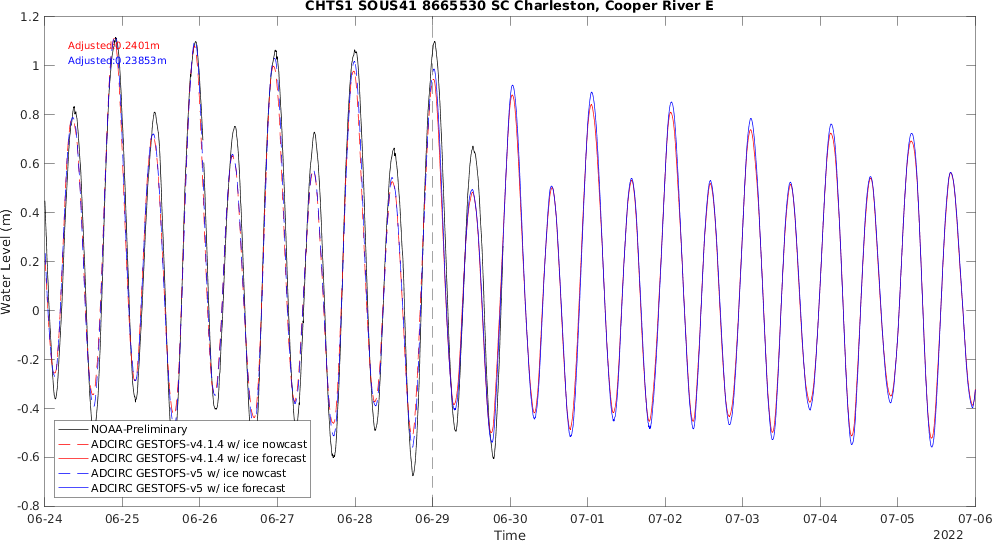 CHTS1 SOUS41 8665530 SC Charleston, Cooper River E
Adjusted:0.2401m
Adjusted:0.23853m
Water Level (m)
1.2
1
0.8
0.6
0.4
0.2
0
-0.2
-0.4
-0.6
-0.8
NOAA-Preliminary
ADCIRC GESTOFS-v4.1.4 w/ ice nowcast
ADCIRC GESTOFS-v4.1.4 w/ ice forecast
ADCIRC GESTOFS-v5 w/ ice nowcast
ADCIRC GESTOFS-v5 w/ ice forecast
06-24 06-25 06-26 06-27 06-28 06-29 06-30 07-01 07-02 07-03 07-04 07-05 07-06
Time
2022